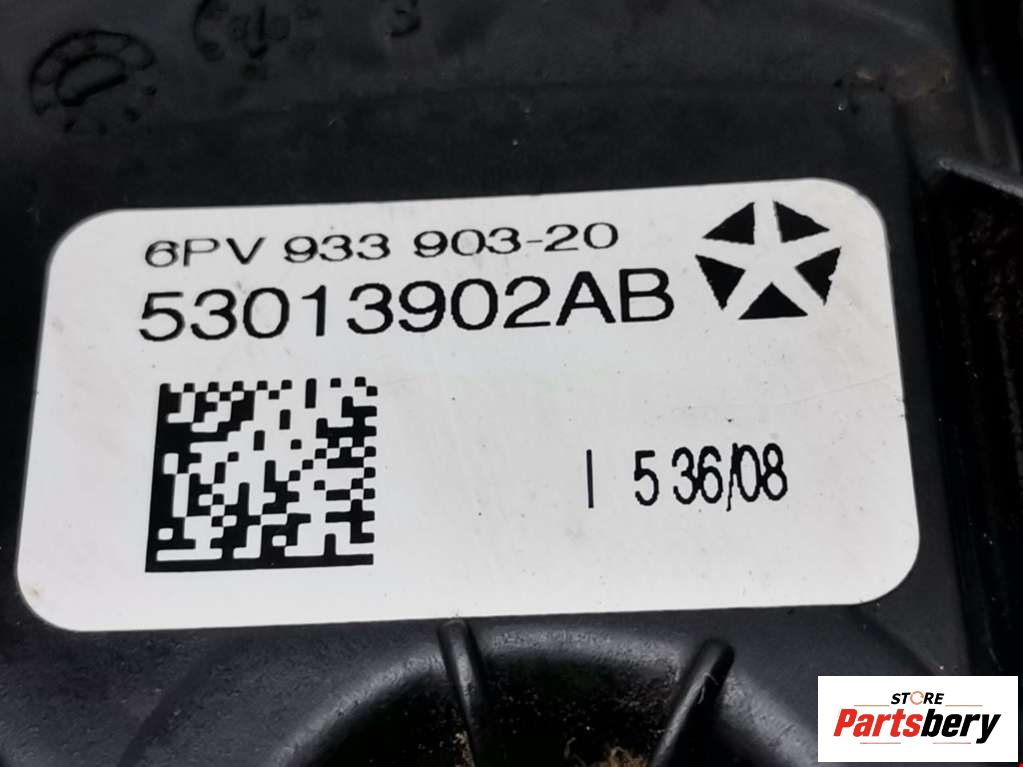 6PV 933 903-20
53013902AB
I 5 36/08
STORE
Partsbery